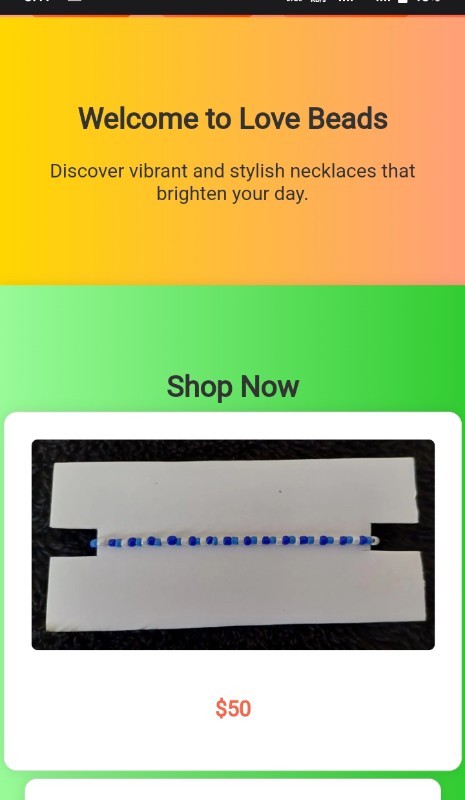 Welcome to Love Beads
Discover vibrant and stylish necklaces that
brighten your day.
Shop Now
$50